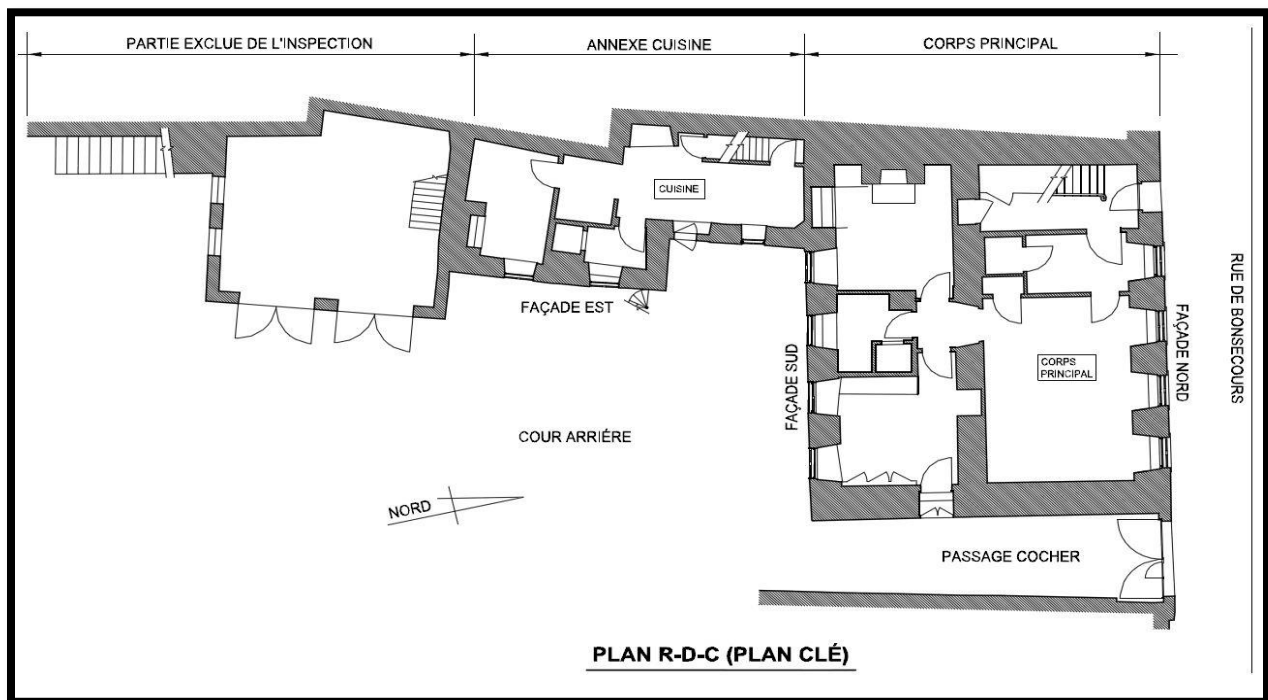 PARTIE EXCLUE DE L'INSPECTION
ANNEXE CUISINE
CORPS PRINCIPAL
CUISINE
FAÇADE EST
FAÇADE SUD
CORPS
PRINCIPAL
FAÇADE NORD
RUE DE BONSECOURS
COUR ARRIÉRE
NORD
PASSAGE COCHER
PLAN R-D-C (PLAN CLÉ)